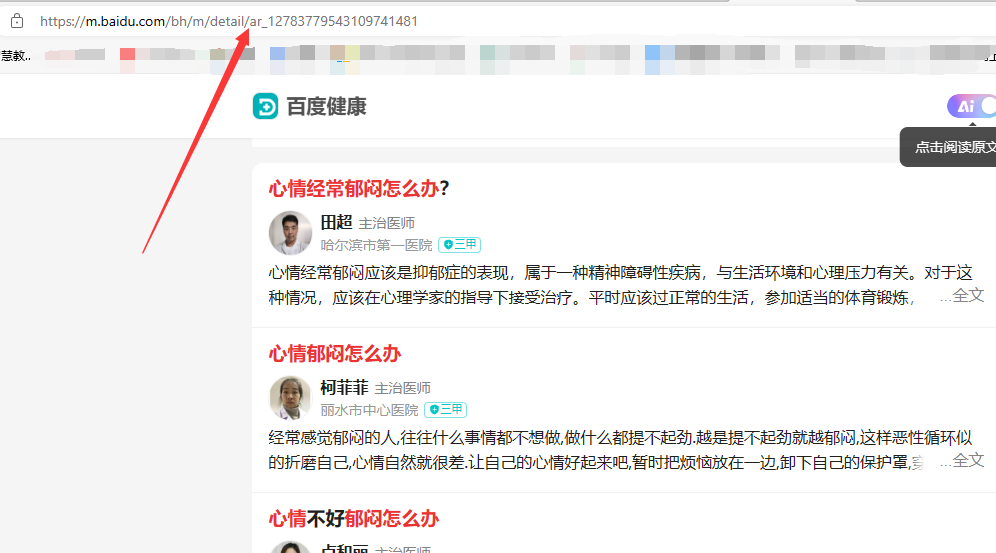 https://m.baidu.com/bh/m/detail/ar_12783779543109741481
慧教..
百度健康
Ai
点击阅读原文
心情经常郁闷怎么办?
田超 主治医师
哈尔滨市第一医院 三甲
心情经常郁闷应该是抑郁症的表现，属于一种精神障碍性疾病，与生活环境和心理压力有关。对于这
种情况，应该在心理学家的指导下接受治疗。平时应该过正常的生活，参加适当的体育锻炼， ...全文
心情郁闷怎么办
柯菲菲 主治医师
丽水市中心医院 三甲
经常感觉郁闷的人,往往什么事情都不想做,做什么都提不起劲.越是提不起劲就越郁闷,这样恶性循环似
的折磨自己,心情自然就很差.让自己的心情好起来吧,暂时把烦恼放在一边,卸下自己的保护罩,穿 ...全文
心情不好郁闷怎么办
卢和丽 主治医师